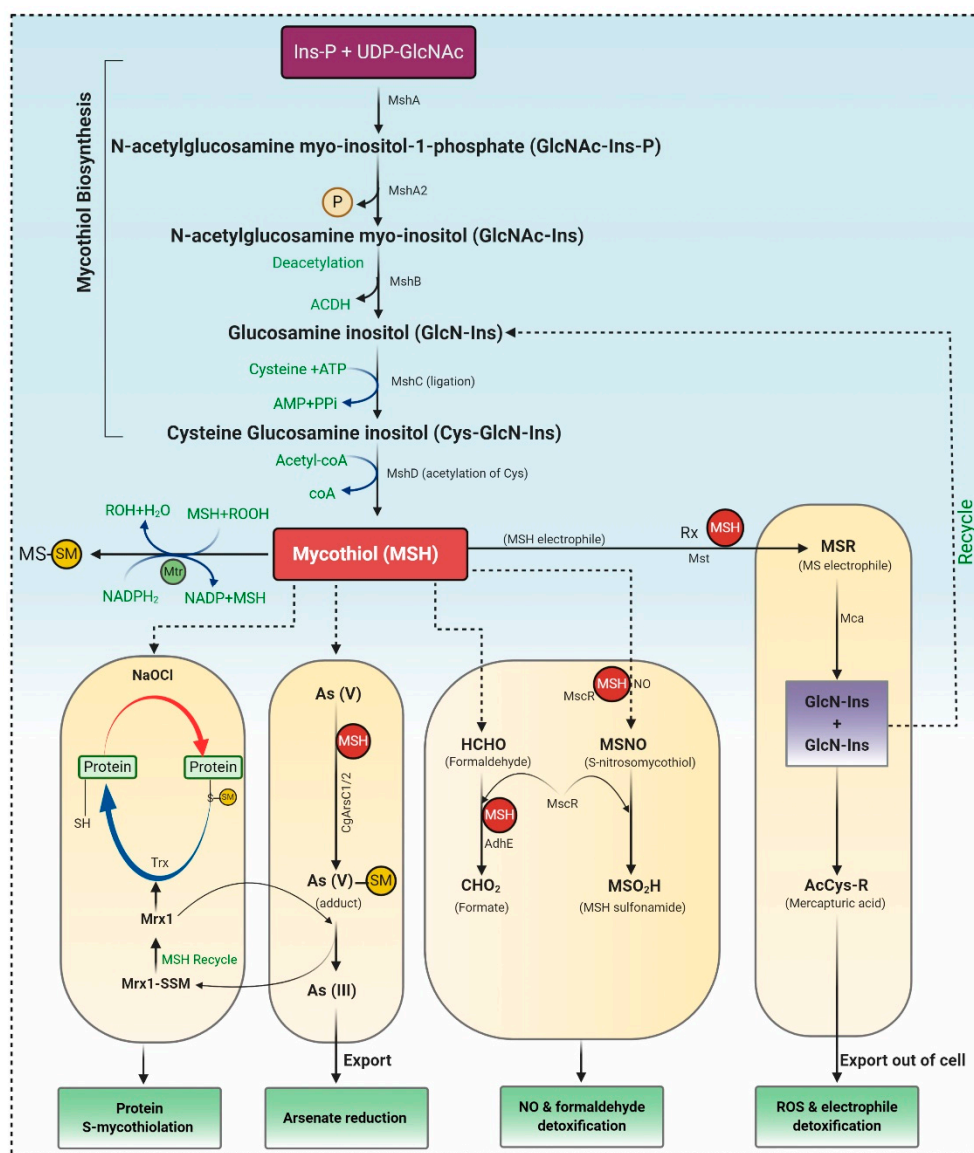 Ins-P + UDP-GlcNAc
Mycothiol Biosynthesis
MshA
N-acetylglucosamine myo-inositol-1-phosphate (GlcNAc-Ins-P)
P
MshA2
N-acetylglucosamine myo-inositol (GlcNAc-Ins)
Deacetylation
MshB
ACDH
Glucosamine inositol (GlcN-Ins)
Cysteine +ATP
MshC (ligation)
AMP+PPi
Cysteine Glucosamine inositol (Cys-GlcN-Ins)
Acetyl-coA
MshD (acetylation of Cys)
coA
Recycle
ROH+H₂O
MSH+ROOH
MS-SM
Mtr
NADPH₂
NADP+MSH
Mycothiol (MSH)
(MSH electrophile)
Rx
MSH
Mst
MSR
(MS electrophile)
Mca
GlcN-Ins
+
GlcN-Ins
AcCys-R
(Mercapturic acid)
Export out of cell
ROS & electrophile
detoxification
NaOCl
Protein
Protein
SH
S-SM
Trx
Mrx1
MSH Recycle
Mrx1-SSM
Protein
S-mycothiolation
As (V)
MSH
CgArsC1/2
As (V)-SM
(adduct)
As (III)
Export
Arsenate reduction
MscR
MSH
NO
HCHO
(Formaldehyde)
MSNO
(S-nitrosomycothiol)
MscR
MSH
AdhE
CHO₂
(Formate)
MSO₂H
(MSH sulfonamide)
NO & formaldehyde
detoxification